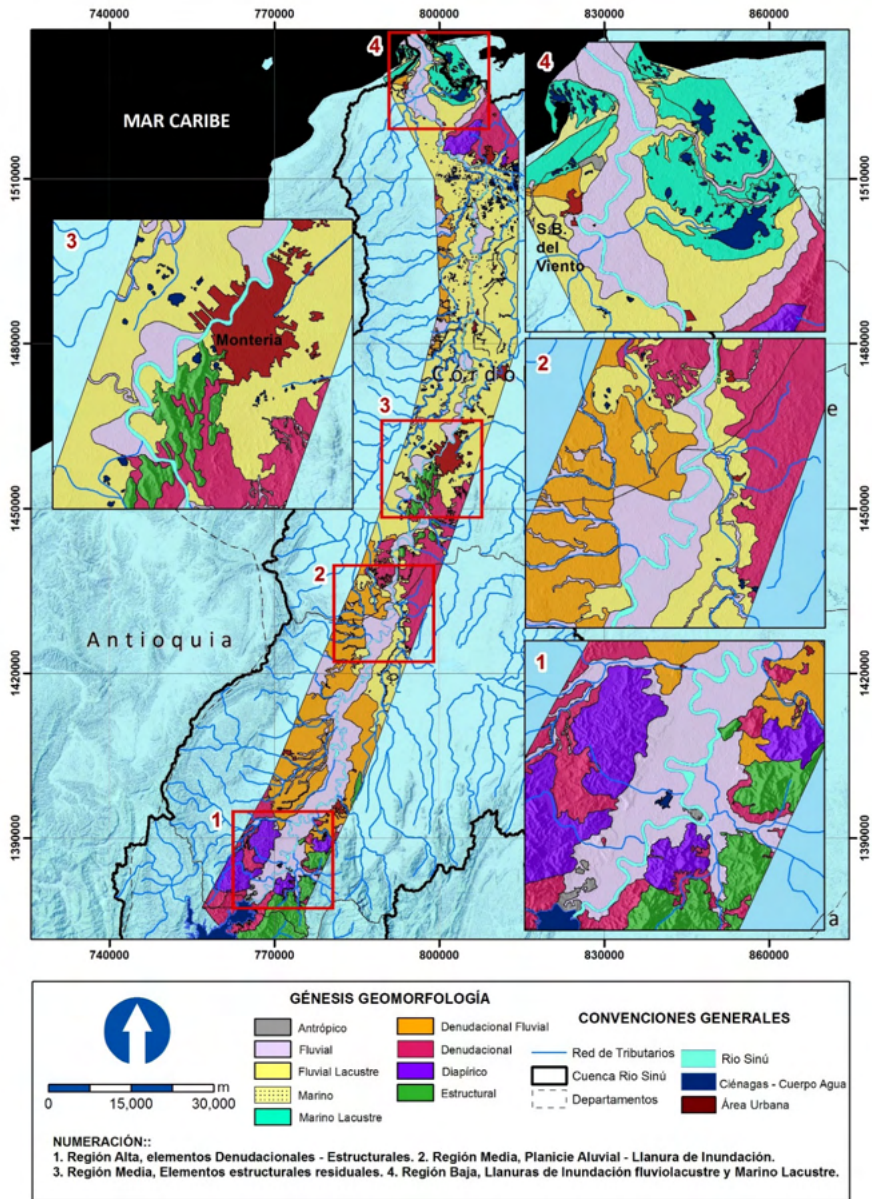 740000 770000 800000 830000 860000
4
4
MAR CARIBE
1510000
1510000
3
S.B.
del
Viento
Montería
1480000
1480000
2
Córdo
e
3
1450000
1450000
2
Antioquia
1
1420000
1420000
1
1390000
1390000
a
740000 770000 800000 830000 860000
GÉNESIS GEOMORFOLOGÍA
CONVENCIONES GENERALES
Antrópico
Fluvial
Fluvial Lacustre
Marino
Marino Lacustre
Denudacional Fluvial
Denudacional
Diapírico
Estructural
Red de Tributarios
Cuenca Rio Sinú
Departamentos
Rio Sinú
Ciénagas - Cuerpo Agua
Área Urbana
m
0 15,000 30,000
NUMERACIÓN::
1. Región Alta, elementos Denudacionales - Estructurales. 2. Región Media, Planicie Aluvial - Llanura de Inundación.
3. Región Media, Elementos estructurales residuales. 4. Región Baja, Llanuras de Inundación fluviolacustre y Marino Lacustre.